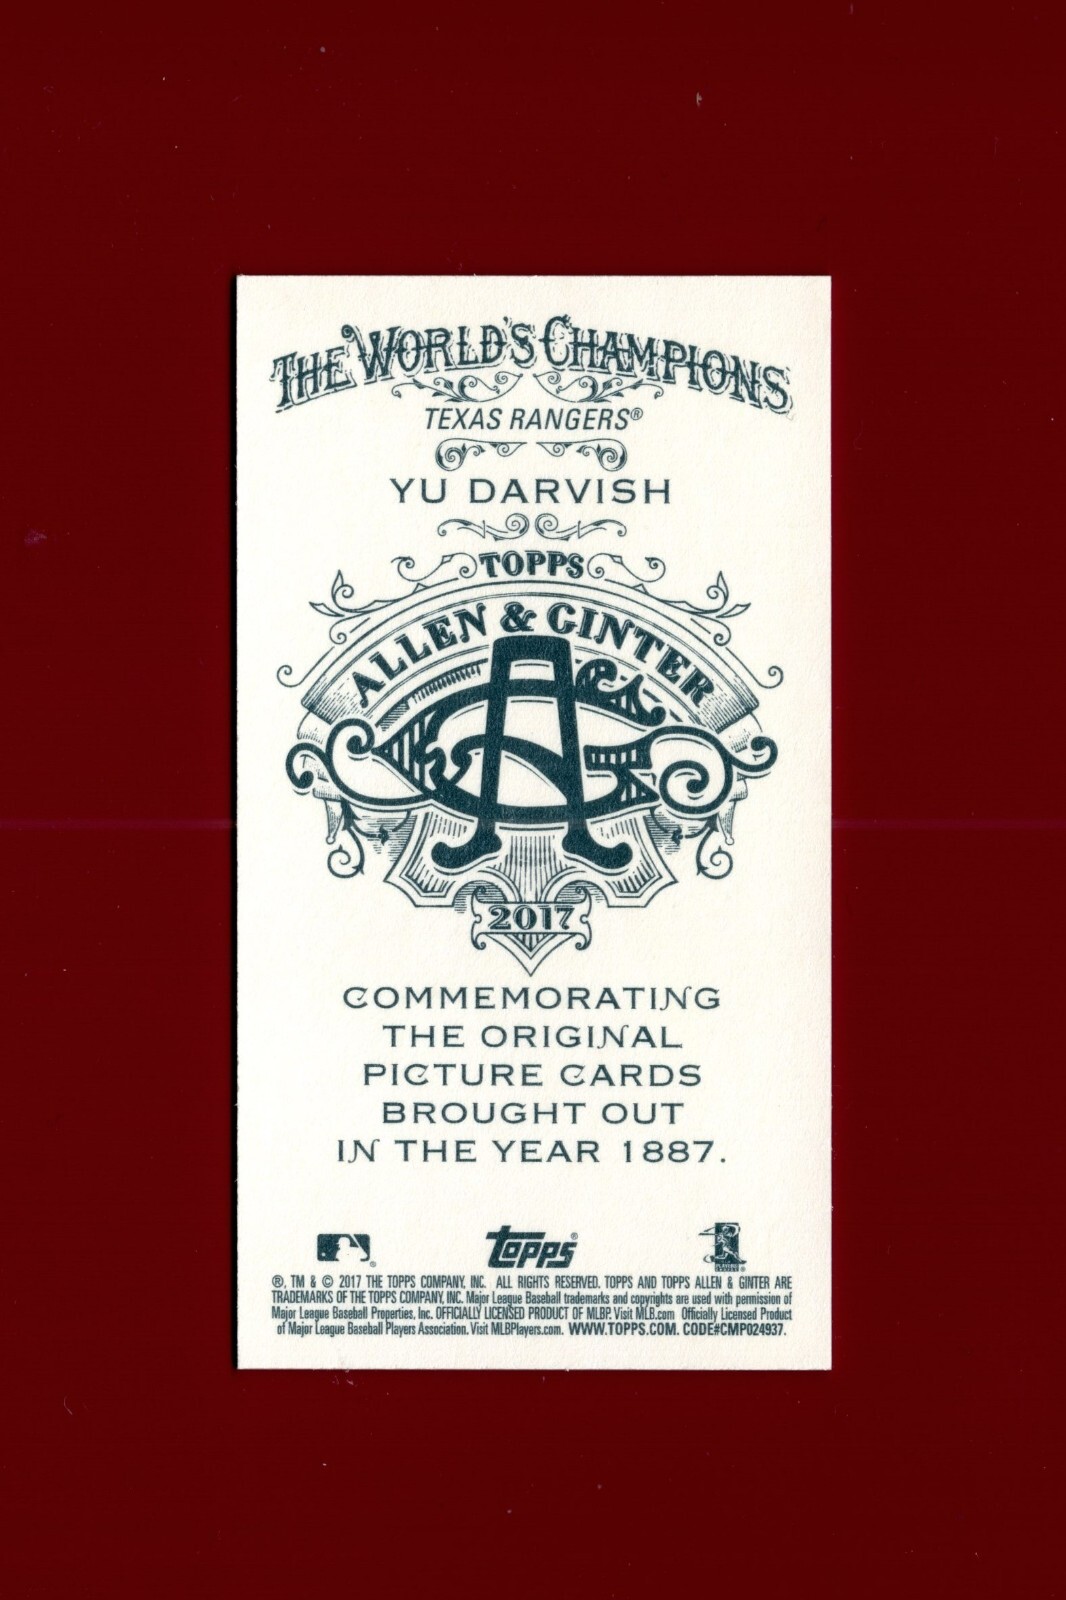 THE WORLD'S CHAMPIONS
TEXAS RANGERS®
YU DARVISH
TOPPS
ALLEN & GINTER
AG
2017
COMMEMORATING
THE ORIGINAL
PICTURE CARDS
BROUGHT OUT
IN THE YEAR 1887.
topps®
®, TM & © 2017 THE TOPPS COMPANY, INC. ALL RIGHTS RESERVED. TOPPS AND TOPPS ALLEN & GINTER ARE
TRADEMARKS OF THE TOPPS COMPANY, INC. Major League Baseball trademarks and copyrights are used with permission of
Major League Baseball Properties, Inc. OFFICIALLY LICENSED PRODUCT OF MLBP. Visit MLB.com Officially Licensed Product
of Major League Baseball Players Association. Visit MLBPlayers.com. WWW.TOPPS.COM. CODE#CMP024937.